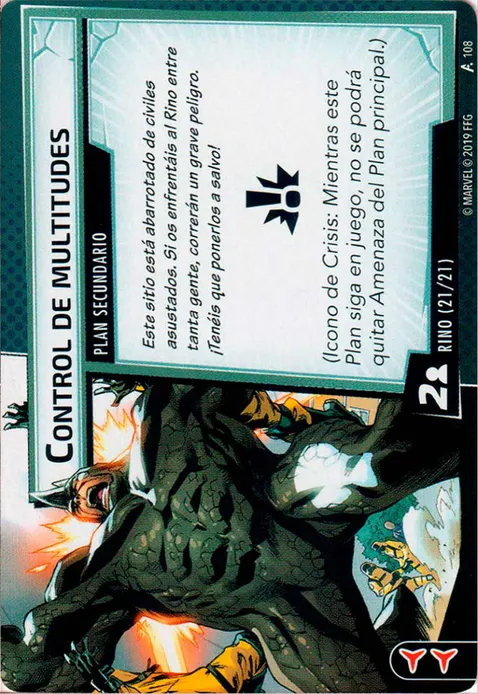 CONTROL DE MULTITUDES
PLAN SECUNDARIO
Este sitio está abarrotado de civiles
asustados. Si os enfrentáis al Rino entre
tanta gente, correrán un grave peligro.
¡Tenéis que ponerlos a salvo!
(Icono de Crisis: Mientras este
Plan siga en juego, no se podrá
quitar Amenaza del Plan principal.)
2
RINO (21/21)
© MARVEL © 2019 FFG
108